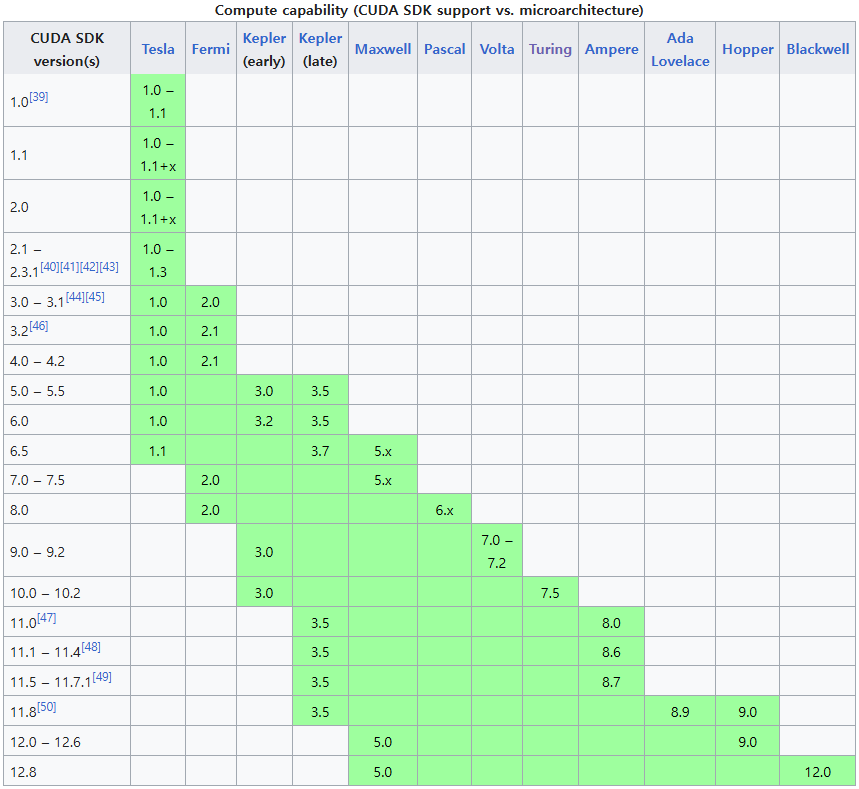 Compute capability (CUDA SDK support vs. microarchitecture)
CUDA SDK version(s) Tesla Fermi Kepler (early) Kepler (late) Maxwell Pascal Volta Turing Ampere Ada Lovelace Hopper Blackwell
1.0[39] 1.0 – 1.1
1.1 1.0 – 1.1+x
2.0 1.0 – 1.1+x
2.1 – 2.3.1[40][41][42][43] 1.0 – 1.3
3.0 – 3.1[44][45] 1.0 2.0
3.2[46] 1.0 2.1
4.0 – 4.2 1.0 2.1
5.0 – 5.5 1.0 3.0 3.5
6.0 1.0 3.2 3.5
6.5 1.1 3.7 5.x
7.0 – 7.5 2.0 5.x
8.0 2.0 6.x
9.0 – 9.2 3.0 7.0 – 7.2
10.0 – 10.2 3.0 7.5
11.0[47] 3.5 8.0
11.1 – 11.4[48] 3.5 8.6
11.5 – 11.7.1[49] 3.5 8.7
11.8[50] 3.5 8.9 9.0
12.0 – 12.6 5.0 9.0
12.8 5.0 12.0